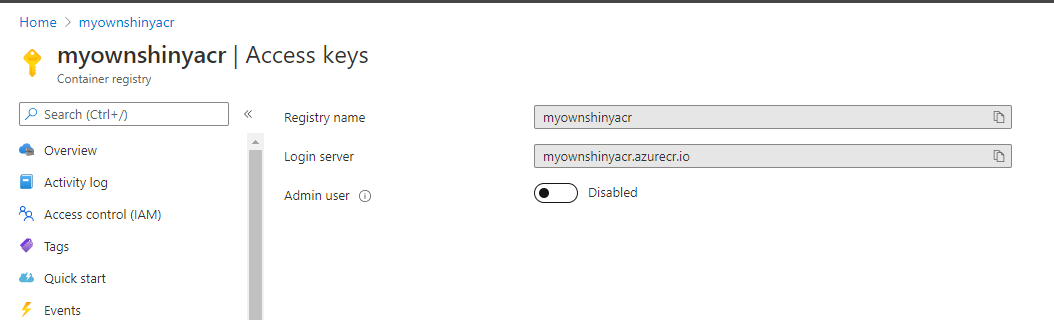 Home > myownshinyacr
myownshinyacr | Access keys
Container registry
Search (Ctrl+/)
«
Overview
Activity log
Access control (IAM)
Tags
Quick start
Events
Registry name
myownshinyacr
Login server
myownshinyacr.azurecr.io
Admin user
Disabled